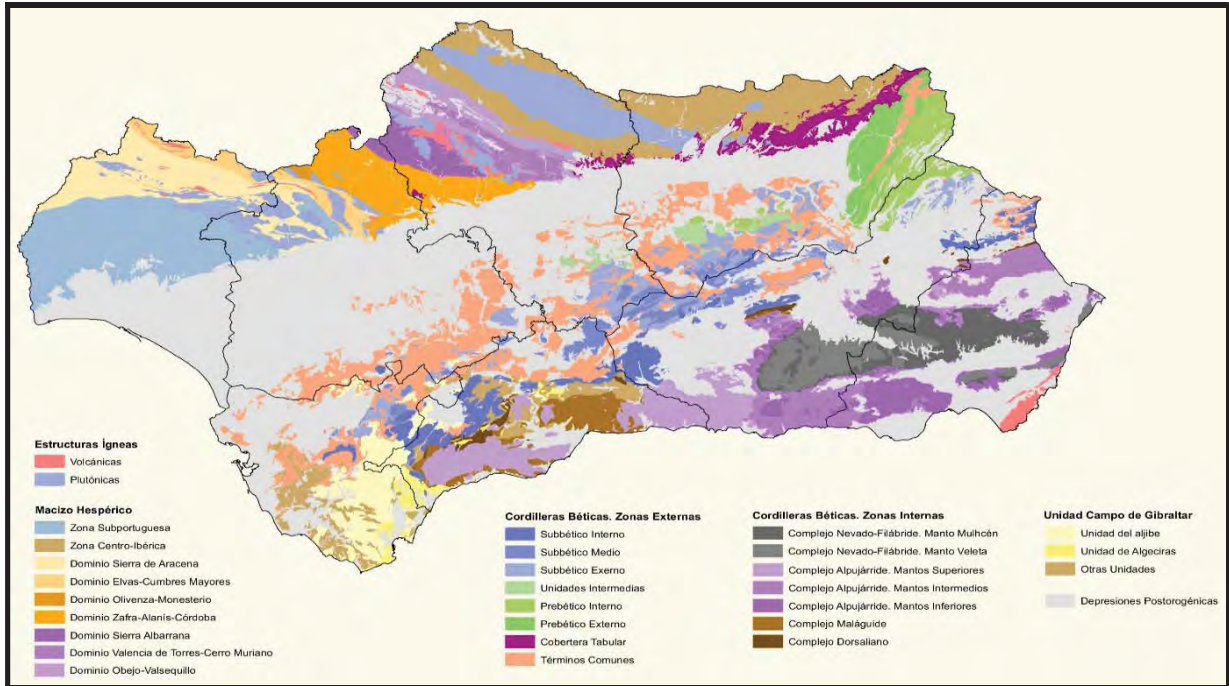 Estructuras Ígneas
Volcánicas
Plutónicas
Macizo Hespérico
Zona Subportuguesa
Zona Centro-Ibérica
Dominio Sierra de Aracena
Dominio Elvas-Cumbres Mayores
Dominio Olivenza-Monesterio
Dominio Zafra-Alanís-Córdoba
Dominio Sierra Albarrana
Dominio Valencia de Torres-Cerro Muriano
Dominio Obejo-Valsequillo
Cordilleras Béticas. Zonas Externas
Subbético Interno
Subbético Medio
Subbético Exerno
Unidades Intermedias
Prebético Interno
Prebético Externo
Cobertera Tabular
Términos Comunes
Cordilleras Béticas. Zonas Internas
Complejo Nevado-Filábride. Manto Mulhcén
Complejo Nevado-Filábride. Manto Veleta
Complejo Alpujárride. Mantos Superiores
Complejo Alpujárride. Mantos Intermedios
Complejo Alpujárride. Mantos Inferiores
Complejo Maláguide
Complejo Dorsaliano
Unidad Campo de Gibraltar
Unidad del aljibe
Unidad de Algeciras
Otras Unidades
Depresiones Postorogénicas